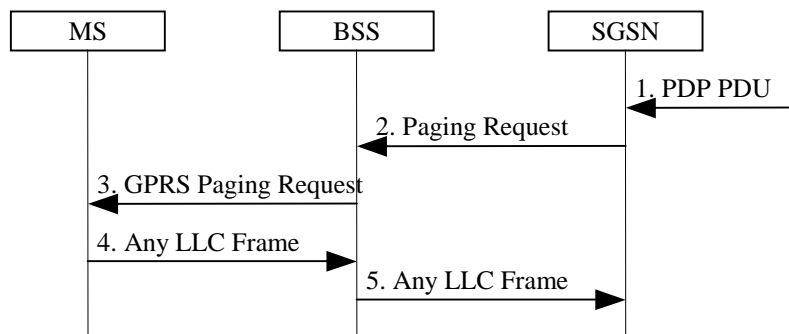 MS
BSS
SGSN
1. PDP PDU
2. Paging Request
3. GPRS Paging Request
4. Any LLC Frame
5. Any LLC Frame